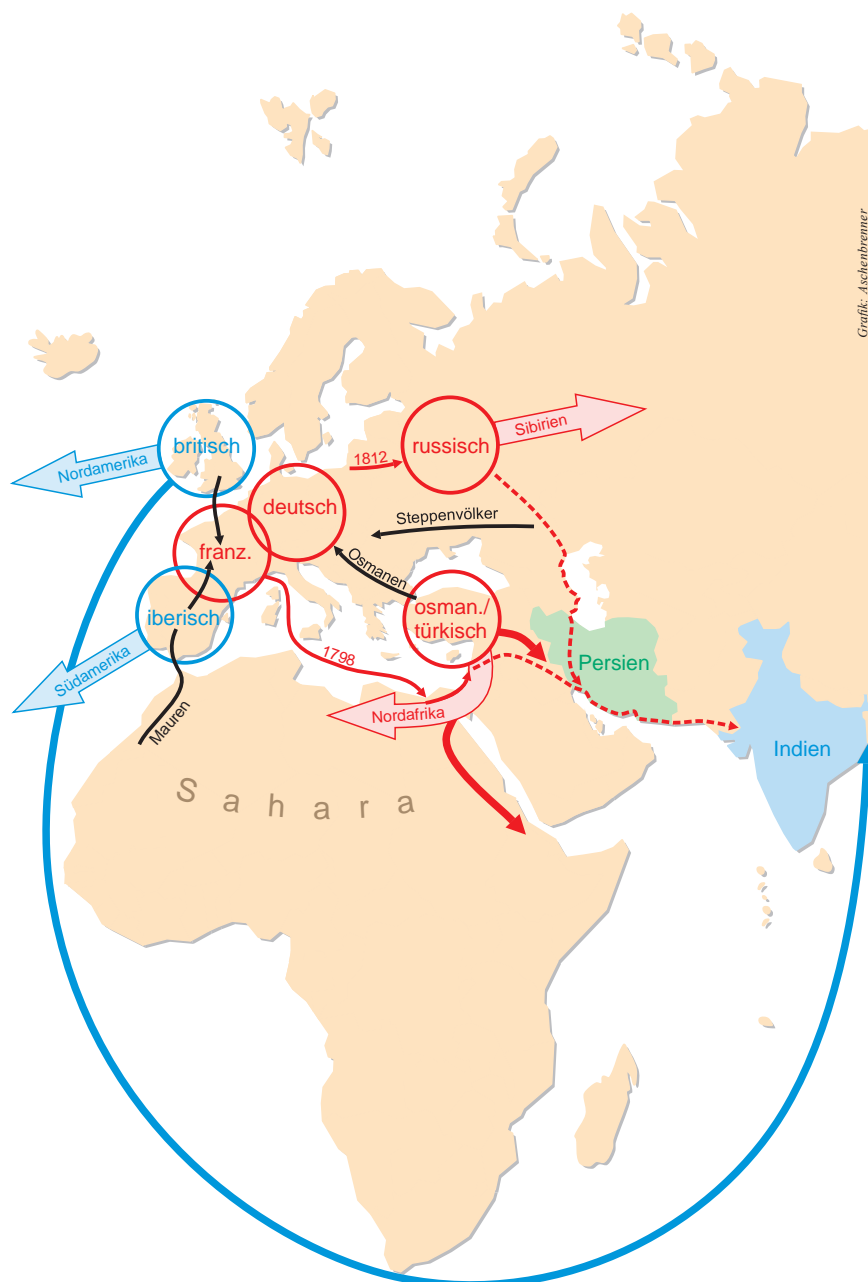 Grafik: Aschenbrenner
britisch
Nordamerika
russisch
Sibirien
1812
deutsch
Steppenvölker
franz.
Osmanen
iberisch
osman./
türkisch
Südamerika
Mauren
1798
Nordafrika
Persien
Indien
Sahara